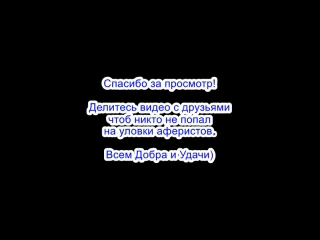 Спасибо за просмотр!
Делитесь видео с друзьями
чтоб никто не попал
на уловки аферистов.
Всем Добра и Удачи)